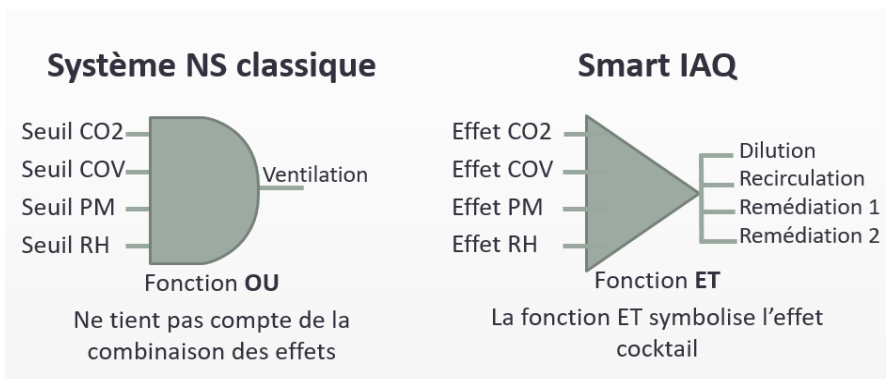 Système NS classique
Seuil CO2
Seuil COV
Seuil PM
Seuil RH
Ventilation
Fonction OU
Ne tient pas compte de la
combinaison des effets
Smart IAQ
Effet CO2
Effet COV
Effet PM
Effet RH
Dilution
Recirculation
Remédiation 1
Remédiation 2
Fonction ET
La fonction ET symbolise l’effet
cocktail